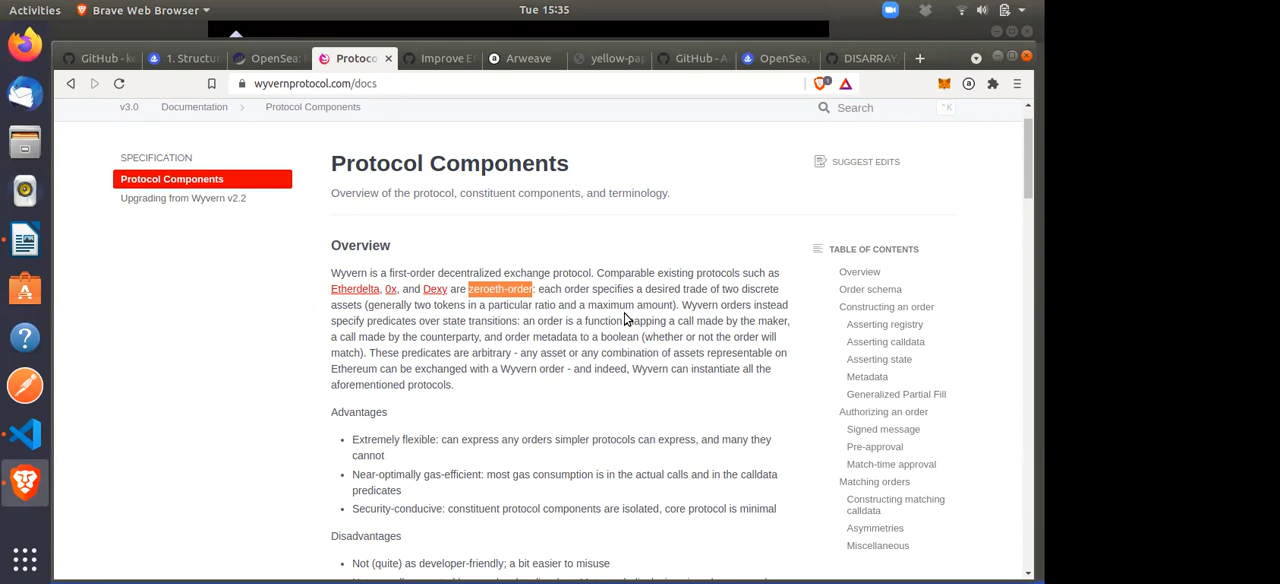 Activities
Brave Web Browser
Tue 15:35
GitHub - k
1. Structur
OpenSea:
Protoco
Improve E
Arweave
yellow-pap
GitHub - A
OpenSea,
DISARRAY
wyvernprotocol.com/docs
1
v3.0
Documentation
Protocol Components
Search
^K
SPECIFICATION
Protocol Components
Upgrading from Wyvern v2.2
Protocol Components
Overview of the protocol, constituent components, and terminology.
Overview
Wyvern is a first-order decentralized exchange protocol. Comparable existing protocols such as
Etherdelta, 0x, and Dexy are zeroeth-order: each order specifies a desired trade of two discrete
assets (generally two tokens in a particular ratio and a maximum amount). Wyvern orders instead
specify predicates over state transitions: an order is a function mapping a call made by the maker,
a call made by the counterparty, and order metadata to a boolean (whether or not the order will
match). These predicates are arbitrary - any asset or any combination of assets representable on
Ethereum can be exchanged with a Wyvern order - and indeed, Wyvern can instantiate all the
aforementioned protocols.
Advantages
• Extremely flexible: can express any orders simpler protocols can express, and many they
cannot
• Near-optimally gas-efficient: most gas consumption is in the actual calls and in the calldata
predicates
• Security-conducive: constituent protocol components are isolated, core protocol is minimal
Disadvantages
• Not (quite) as developer-friendly; a bit easier to misuse
SUGGEST EDITS
TABLE OF CONTENTS
Overview
Order schema
Constructing an order
Asserting registry
Asserting calldata
Asserting state
Metadata
Generalized Partial Fill
Authorizing an order
Signed message
Pre-approval
Match-time approval
Matching orders
Constructing matching
calldata
Asymmetries
Miscellaneous